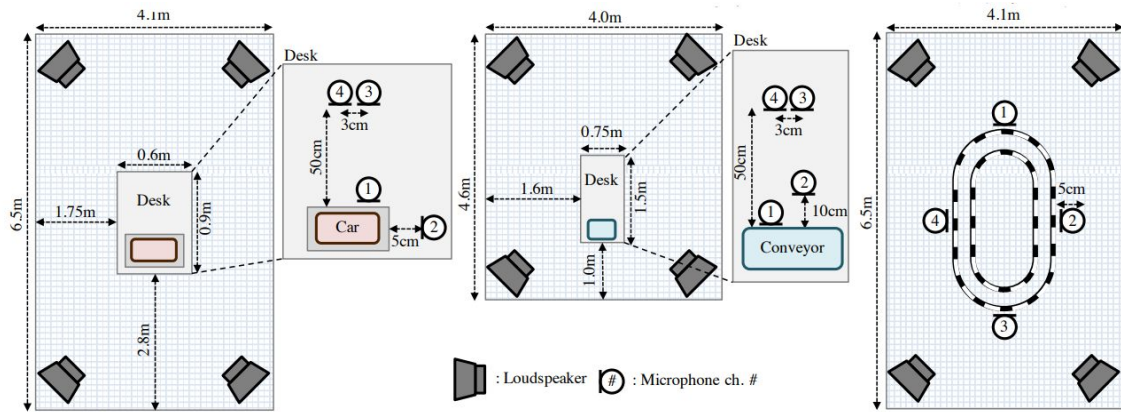 4.1m
6.5m
0.6m
Desk
1.75m
0.9m
Car
2.8m
Desk
4
3
3cm
50cm
1
Car
2
5cm
4.0m
4.6m
0.75m
Desk
1.6m
1.5m
1.0m
Desk
4
3
3cm
50cm
2
1
10cm
Conveyor
4.1m
6.5m
1
5cm
4
2
3
: Loudspeaker
# : Microphone ch. #